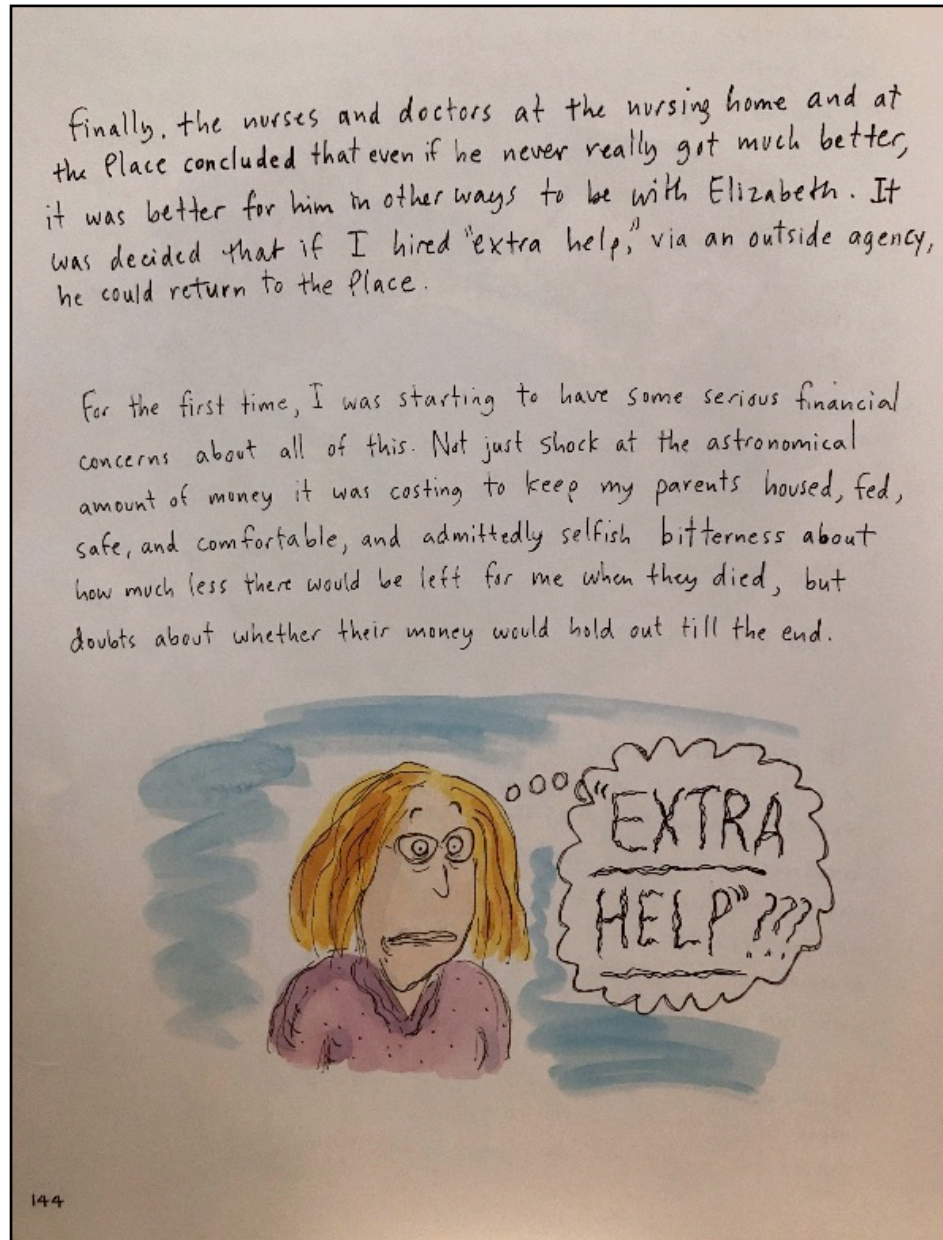 Finally, the nurses and doctors at the nursing home and at
the Place concluded that even if he never really got much better,
it was better for him in other ways to be with Elizabeth. It
was decided that if I hired "extra help," via an outside agency,
he could return to the Place.
For the first time, I was starting to have some serious financial
concerns about all of this. Not just shock at the astronomical
amount of money it was costing to keep my parents housed, fed,
safe, and comfortable, and admittedly selfish bitterness about
how much less there would be left for me when they died, but
doubts about whether their money would hold out till the end.
"EXTRA
HELP"???
144